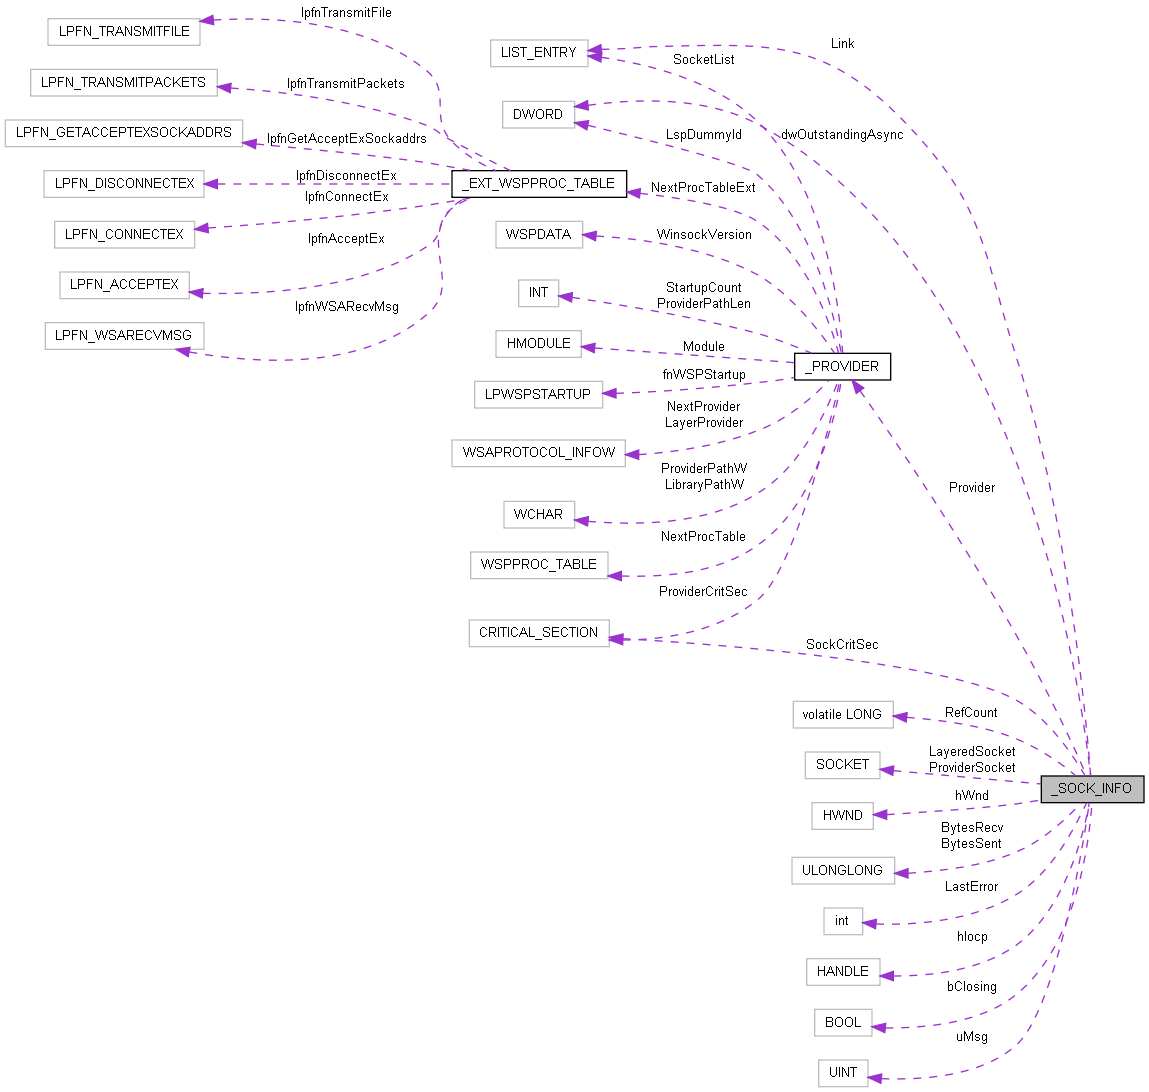 lpfnTransmitFile
LPFN_TRANSMITFILE
lpfnTransmitPackets
LPFN_TRANSMITPACKETS
lpfnGetAcceptExSockaddrs
LPFN_GETACCEPTEXSOCKADDRS
lpfnDisconnectEx
LPFN_DISCONNECTEX
lpfnConnectEx
LPFN_CONNECTEX
lpfnAcceptEx
LPFN_ACCEPTEX
lpfnWSARecvMsg
LPFN_WSARECVMSG
_EXT_WSPPROC_TABLE
Link
LIST_ENTRY
SocketList
DWORD
dwOutstandingAsync
LspDummyId
NextProcTableExt
WSPDATA
WinsockVersion
INT
StartupCount
ProviderPathLen
HMODULE
Module
_PROVIDER
LPWSPSTARTUP
fnWSPStartup
NextProvider
LayerProvider
WSAPROTOCOL_INFOW
ProviderPathW
LibraryPathW
WCHAR
NextProcTable
WSPPROC_TABLE
ProviderCritSec
CRITICAL_SECTION
Provider
SockCritSec
volatile LONG
RefCount
SOCKET
LayeredSocket
ProviderSocket
_SOCK_INFO
HWND
hWnd
BytesRecv
BytesSent
ULONGLONG
LastError
int
hIocp
HANDLE
bClosing
BOOL
uMsg
UINT